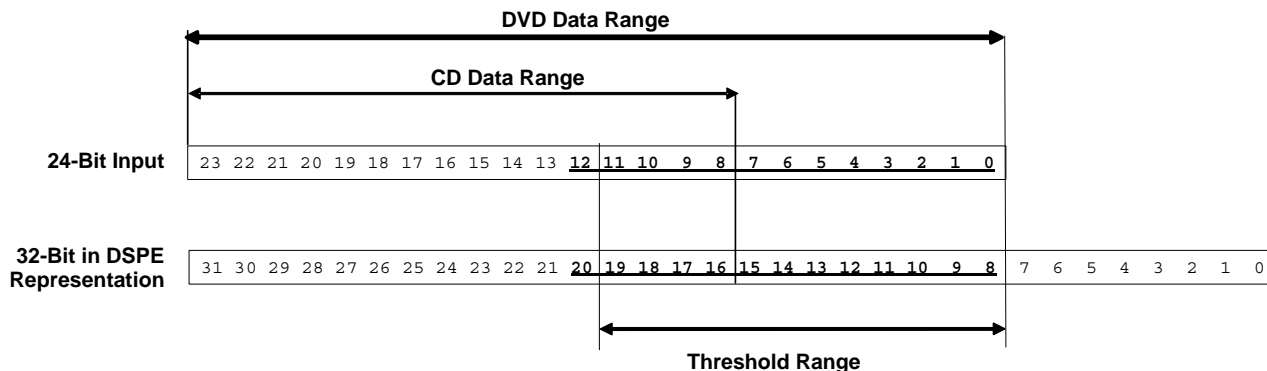 DVD Data Range
CD Data Range
24-Bit Input
23 22 21 20 19 18 17 16 15 14 13 12 11 10 9 8 7 6 5 4 3 2 1 0
32-Bit in DSPE
Representation
31 30 29 28 27 26 25 24 23 22 21 20 19 18 17 16 15 14 13 12 11 10 9 8 7 6 5 4 3 2 1 0
Threshold Range